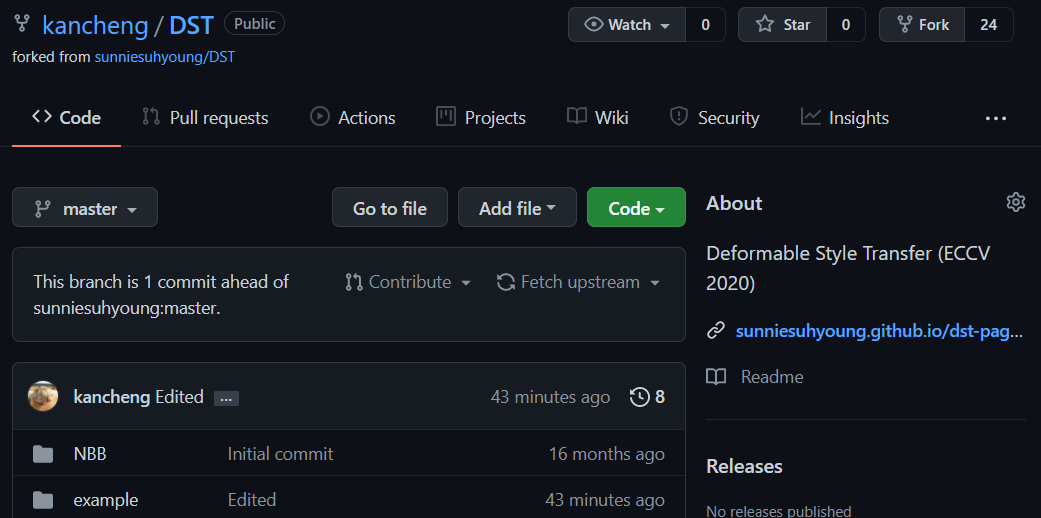 kancheng / DST Public
Watch 0 Star 0 Fork 24
forked from sunniesuhyoung/DST
Code Pull requests Actions Projects Wiki Security Insights ...
master Go to file Add file Code
This branch is 1 commit ahead of
sunniesuhyoung:master.
Contribute Fetch upstream
kancheng Edited ... 43 minutes ago 8
NBB Initial commit 16 months ago
example Edited 43 minutes ago
About
Deformable Style Transfer (ECCV
2020)
sunniesuhyoung.github.io/dst-pag...
Readme
Releases
No releases published